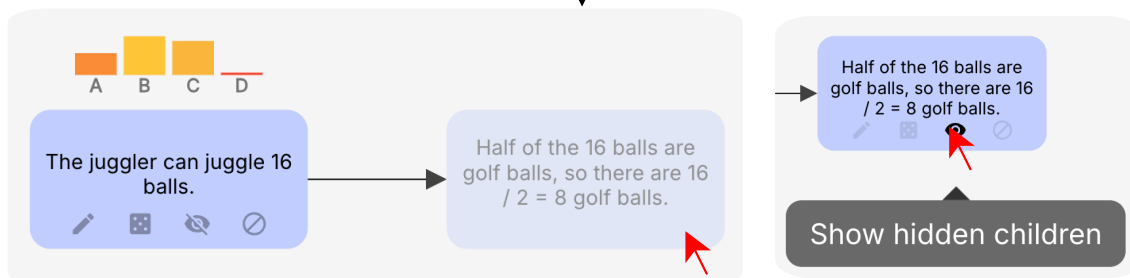 A B C D
The juggler can juggle 16
balls.
Half of the 16 balls are
golf balls, so there are 16
/ 2 = 8 golf balls.
Half of the 16 balls are
golf balls, so there are 16
/ 2 = 8 golf balls.
Show hidden children